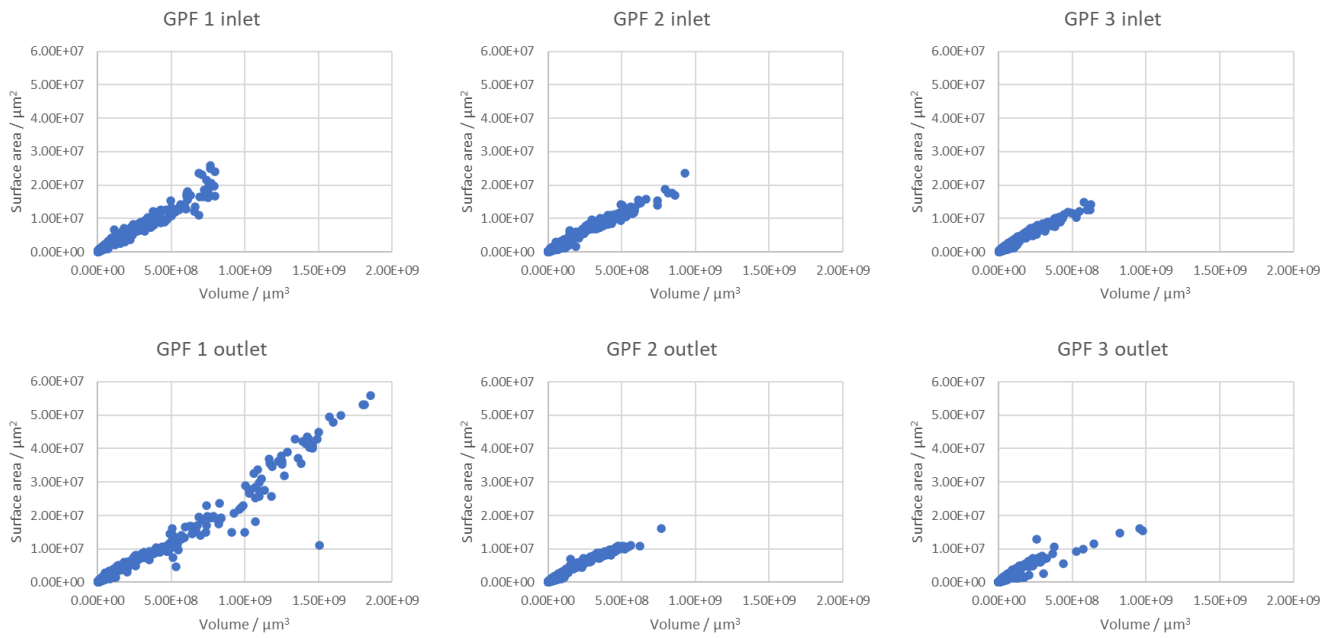 GPF 1 inlet
6.00E+07
5.00E+07
4.00E+07
3.00E+07
2.00E+07
1.00E+07
0.00E+00
0.00E+00 5.00E+08 1.00E+09 1.50E+09 2.00E+09
Surface area / µm²
Volume / µm³
GPF 2 inlet
6.00E+07
5.00E+07
4.00E+07
3.00E+07
2.00E+07
1.00E+07
0.00E+00
0.00E+00 5.00E+08 1.00E+09 1.50E+09 2.00E+09
Surface area / µm²
Volume / µm³
GPF 3 inlet
6.00E+07
5.00E+07
4.00E+07
3.00E+07
2.00E+07
1.00E+07
0.00E+00
0.00E+00 5.00E+08 1.00E+09 1.50E+09 2.00E+09
Surface area / µm²
Volume / µm³
GPF 1 outlet
6.00E+07
5.00E+07
4.00E+07
3.00E+07
2.00E+07
1.00E+07
0.00E+00
0.00E+00 5.00E+08 1.00E+09 1.50E+09 2.00E+09
Surface area / µm²
Volume / µm³
GPF 2 outlet
6.00E+07
5.00E+07
4.00E+07
3.00E+07
2.00E+07
1.00E+07
0.00E+00
0.00E+00 5.00E+08 1.00E+09 1.50E+09 2.00E+09
Surface area / µm²
Volume / µm³
GPF 3 outlet
6.00E+07
5.00E+07
4.00E+07
3.00E+07
2.00E+07
1.00E+07
0.00E+00
0.00E+00 5.00E+08 1.00E+09 1.50E+09 2.00E+09
Surface area / µm²
Volume / µm³